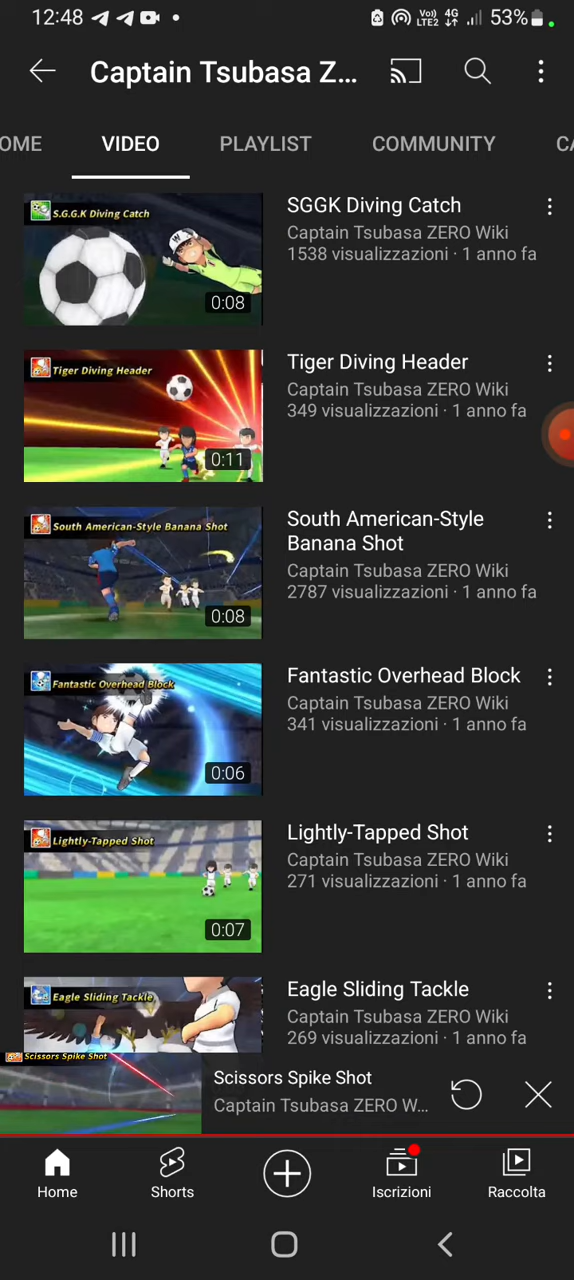 12:48
Vo))
LTE2
4G
53%
Captain Tsubasa Z...
OME
VIDEO
PLAYLIST
COMMUNITY
CA
S.G.G.K Diving Catch
W
0:08
SGGK Diving Catch
Captain Tsubasa ZERO Wiki
1538 visualizzazioni · 1 anno fa
Tiger Diving Header
0:11
Tiger Diving Header
Captain Tsubasa ZERO Wiki
349 visualizzazioni · 1 anno fa
South American-Style Banana Shot
0:08
South American-Style
Banana Shot
Captain Tsubasa ZERO Wiki
2787 visualizzazioni · 1 anno fa
Fantastic Overhead Block
0:06
Fantastic Overhead Block
Captain Tsubasa ZERO Wiki
341 visualizzazioni · 1 anno fa
Lightly-Tapped Shot
0:07
Lightly-Tapped Shot
Captain Tsubasa ZERO Wiki
271 visualizzazioni · 1 anno fa
Eagle Sliding Tackle
Eagle Sliding Tackle
Captain Tsubasa ZERO Wiki
269 visualizzazioni · 1 anno fa
Scissors Spike Shot
Scissors Spike Shot
Captain Tsubasa ZERO W...
Home
Shorts
Iscrizioni
Raccolta